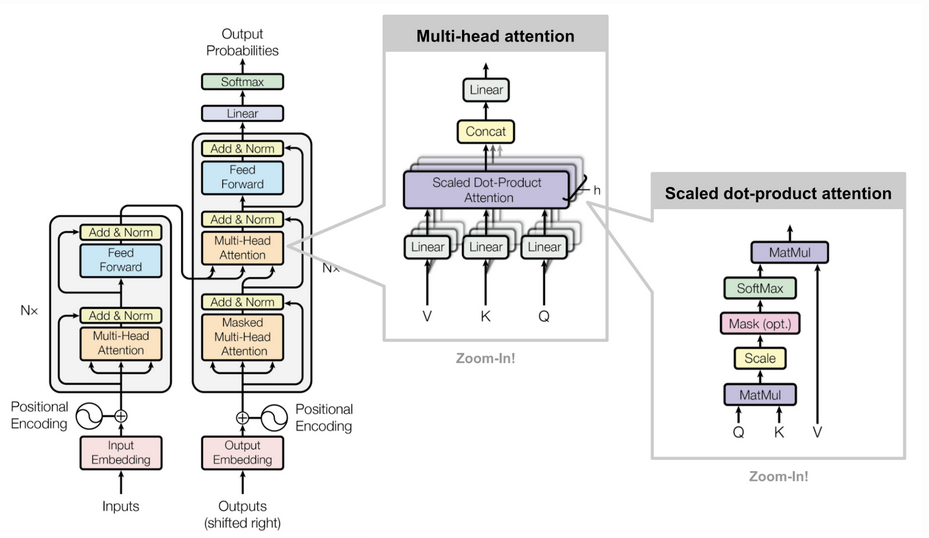 Output
Probabilities
Softmax
Linear
Add & Norm
Feed
Forward
Add & Norm
Multi-Head
Attention
Add & Norm
Masked
Multi-Head
Attention
Nx
Positional
Encoding
Output
Embedding
Outputs
(shifted right)
Add & Norm
Feed
Forward
Add & Norm
Multi-Head
Attention
Nx
Positional
Encoding
Input
Embedding
Inputs
Multi-head attention
Linear
Concat
Scaled Dot-Product
Attention
h
Linear
Linear
Linear
V
K
Q
Zoom-In!
Scaled dot-product attention
MatMul
SoftMax
Mask (opt.)
Scale
MatMul
Q
K
V
Zoom-In!